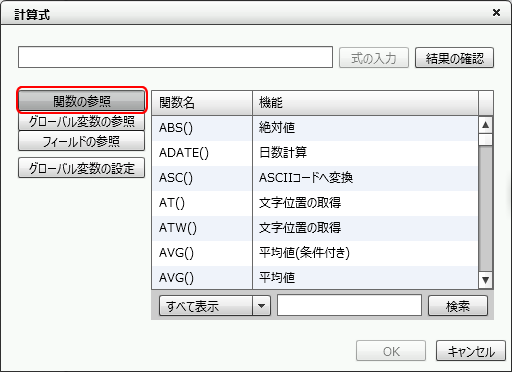 計算式
式の入力 結果の確認
関数の参照
グローバル変数の参照
フィールドの参照
グローバル変数の設定
関数名 機能
ABS() 絶対値
ADATE() 日数計算
ASC() ASCIIコードへ変換
AT() 文字位置の取得
ATW() 文字位置の取得
AVG() 平均値(条件付き)
AVG() 平均値
すべて表示 検索
OK キャンセル